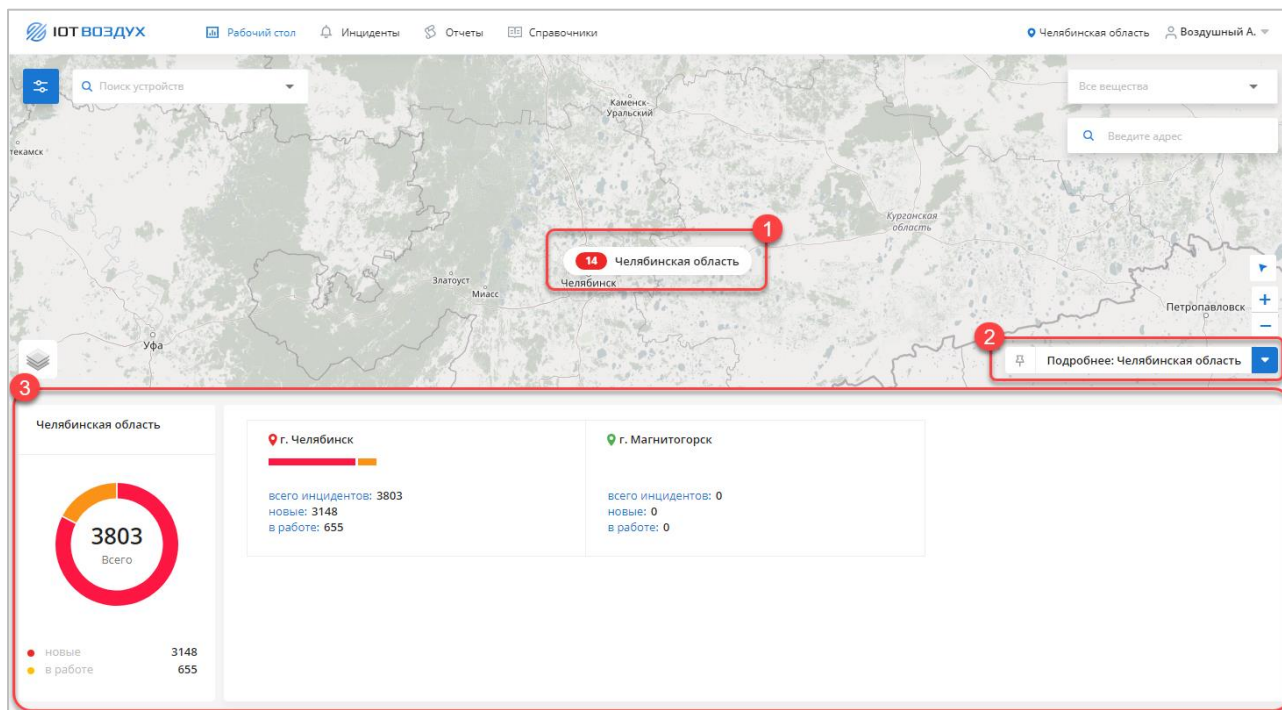 IOT ВОЗДУХ
Рабочий стол
Инциденты
Отчеты
Справочники
Челябинская область
Воздушный А.
Поиск устройств
Все вещества
Введите адрес
Каменск-
Уральский
текамск
Курганская
область
1
14 Челябинская область
Златоуст
Миасс
Челябинск
Петропавловск
+
−
Уфа
2
Подробнее: Челябинская область
3
Челябинская область
3803
Всего
новые 3148
в работе 655
г. Челябинск
всего инцидентов: 3803
новые: 3148
в работе: 655
г. Магнитогорск
всего инцидентов: 0
новые: 0
в работе: 0